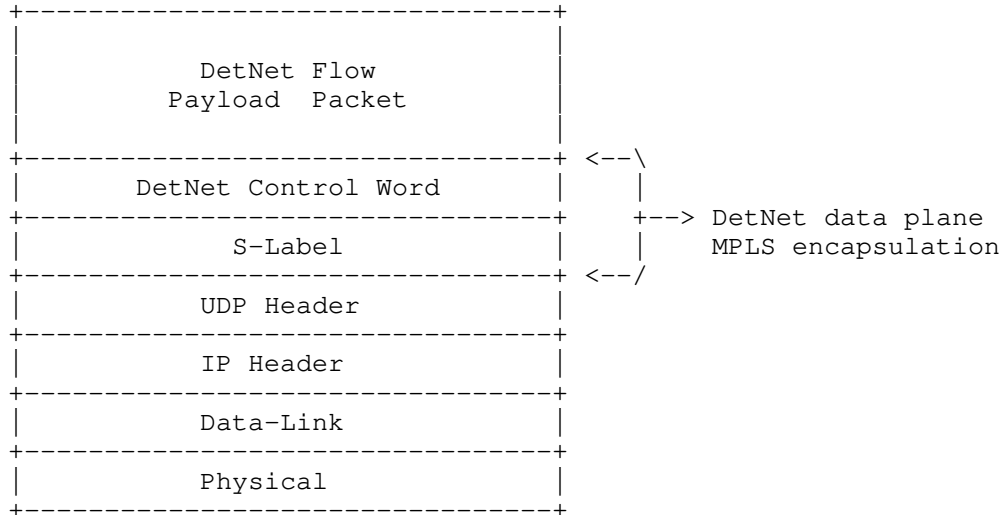 +---------------------------------+
|                                 |
|           DetNet Flow           |
|         Payload  Packet         |
|                                 |
+---------------------------------+ <--\
|       DetNet Control Word       |    |
+---------------------------------+    +--> DetNet data plane
|             S-Label             |    |    MPLS encapsulation
+---------------------------------+ <--/
|           UDP Header            |
+---------------------------------+
|           IP Header             |
+---------------------------------+
|           Data-Link             |
+---------------------------------+
|           Physical              |
+---------------------------------+